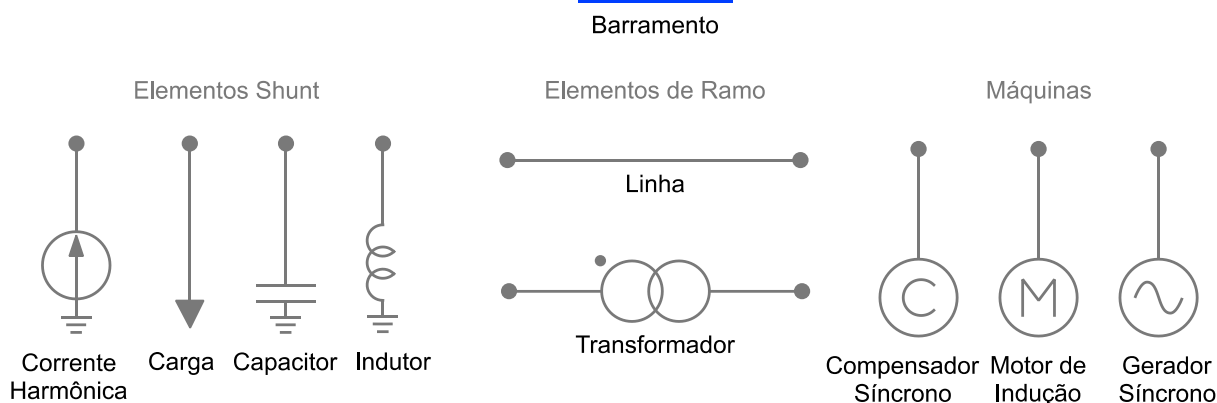 Barramento
Elementos Shunt
Elementos de Ramo
Máquinas
Linha
C
M
Transformador
Corrente
Harmônica
Carga
Capacitor
Indutor
Compensador
Síncrono
Motor de
Indução
Gerador
Síncrono